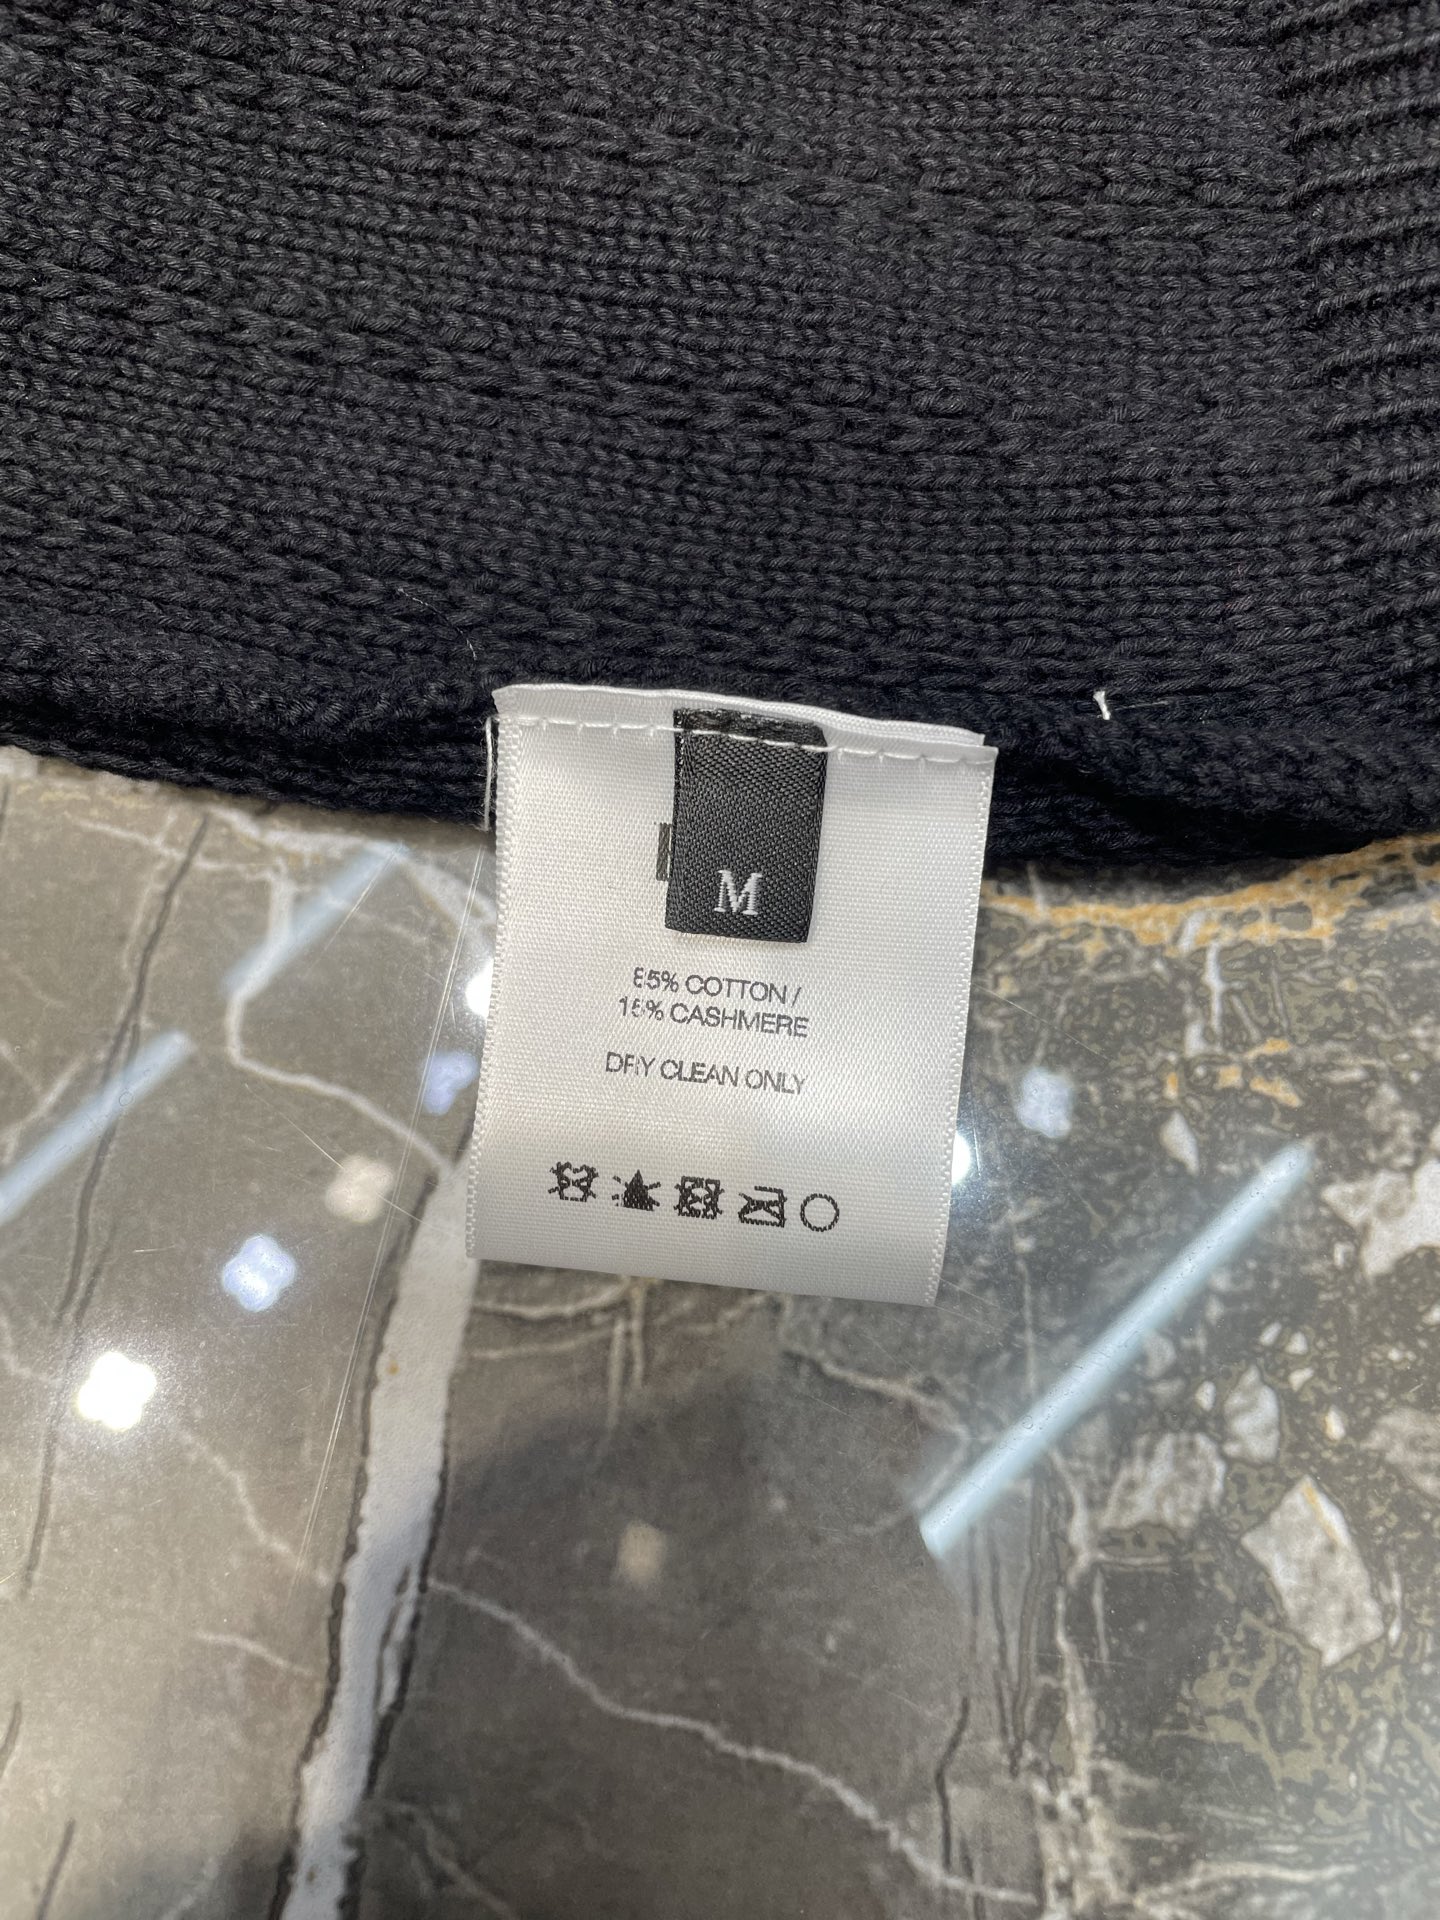 M
85% COTTON /
15% CASHMERE
DRY CLEAN ONLY